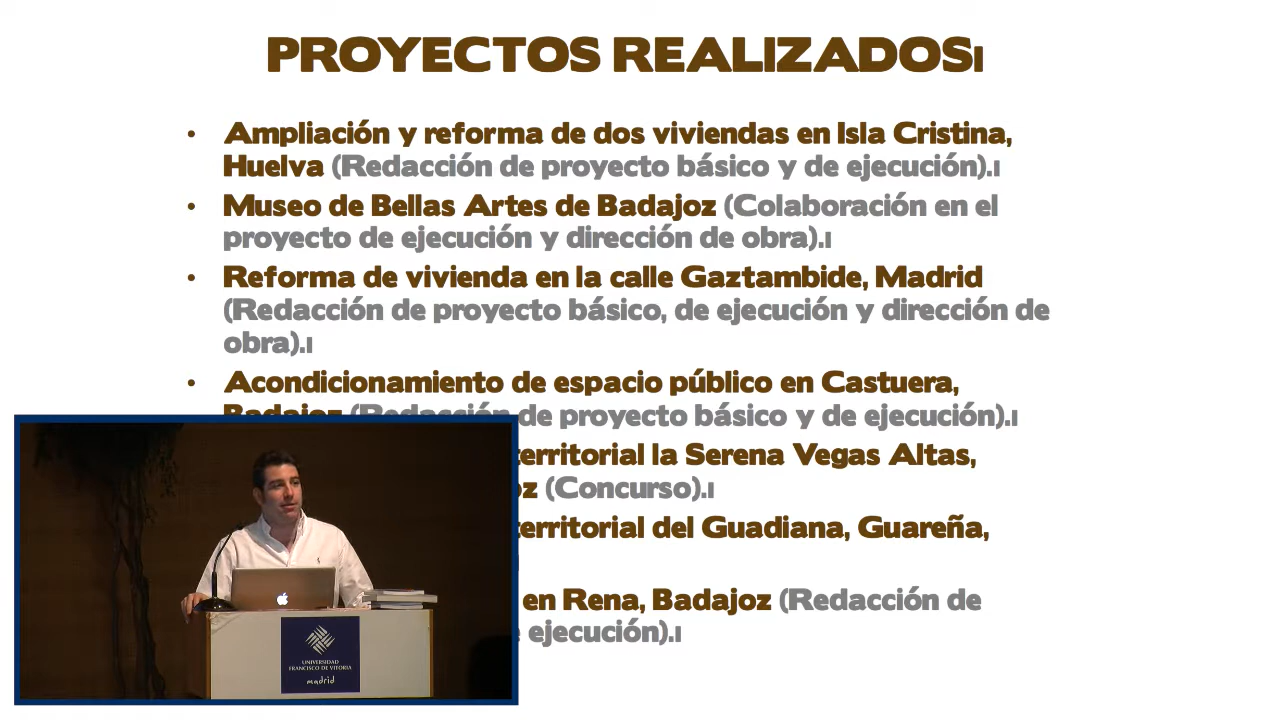 PROYECTOS REALIZADOS
• Ampliación y reforma de dos viviendas en Isla Cristina,
Huelva (Redacción de proyecto básico y de ejecución).
• Museo de Bellas Artes de Badajoz (Colaboración en el
proyecto de ejecución y dirección de obra).
• Reforma de vivienda en la calle Gaztambide, Madrid
(Redacción de proyecto básico, de ejecución y dirección de
obra).
• Acondicionamiento de espacio público en Castuera,
Badajoz (Redacción de proyecto básico y de ejecución).
territorial la Serena Vegas Altas,
(Concurso).
territorial del Guadiana, Guareña,
en Rena, Badajoz (Redacción de
ejecución).
UNIVERSIDAD
FRANCISCO DE VITORIA
madrid